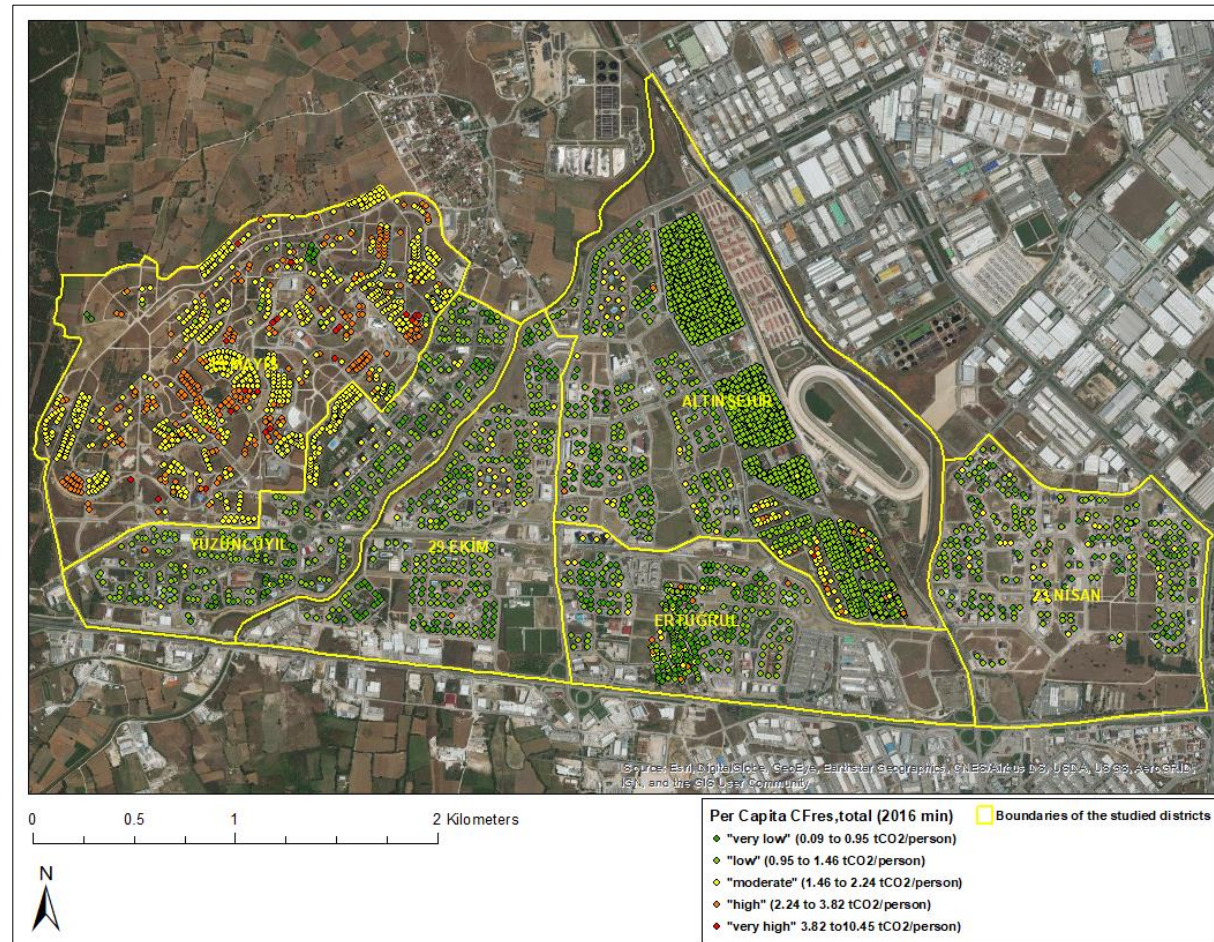 19 MAYIS
ALTINŞEHİR
YÜZÜNCÜYIL
29 EKİM
23 NİSAN
ERTUĞRUL
Source: Esri, DigitalGlobe, GeoEye, Earthstar Geographics, CNES/Airbus DS, USDA, USGS, AeroGRID,
IGN, and the GIS User Community
0 0.5 1 2 Kilometers
N
Per Capita CFres,total (2016 min)
"very low" (0.09 to 0.95 tCO2/person)
"low" (0.95 to 1.46 tCO2/person)
"moderate" (1.46 to 2.24 tCO2/person)
"high" (2.24 to 3.82 tCO2/person)
"very high" 3.82 to10.45 tCO2/person)
Boundaries of the studied districts